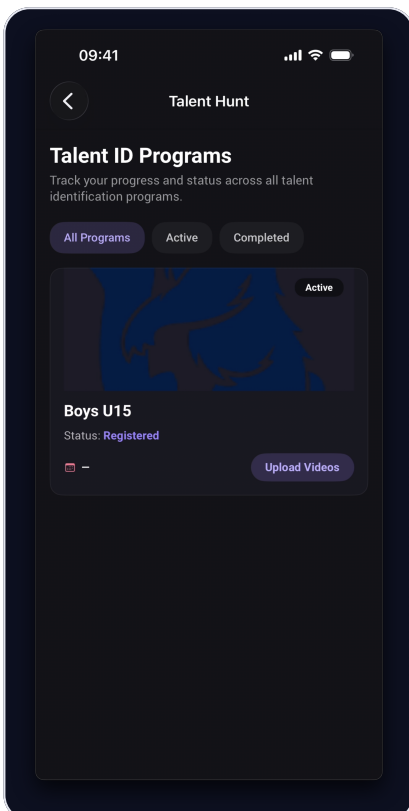 09:41
Talent Hunt
Talent ID Programs
Track your progress and status across all talent
identification programs.
All Programs
Active
Completed
Active
Boys U15
Status: Registered
–
Upload Videos